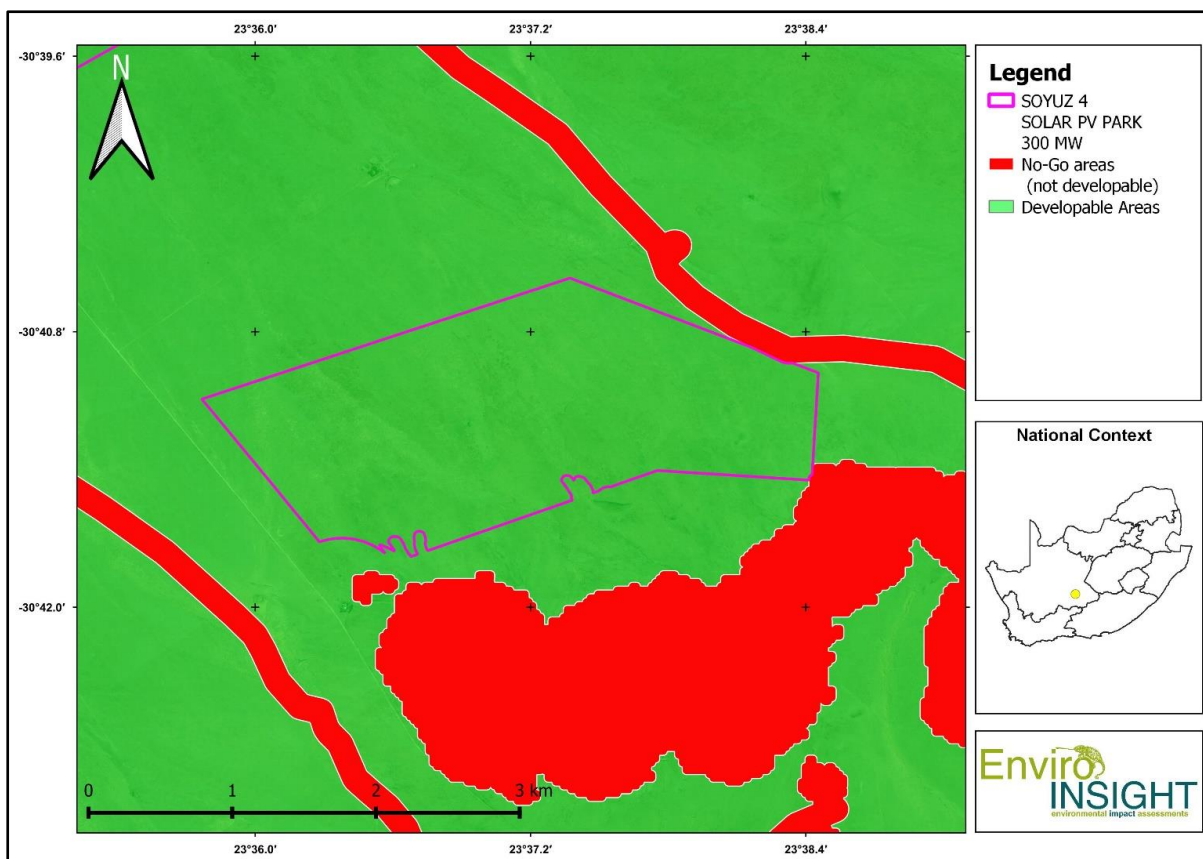 23°36.0′ 23°37.2′ 23°38.4′
-30°39.6′
-30°40.8′
-30°42.0′
N
0 1 2 3 km
23°36.0′ 23°37.2′ 23°38.4′
Legend
SOYUZ 4
SOLAR PV PARK
300 MW
No-Go areas
(not developable)
Developable Areas
National Context
Enviro
INSIGHT
environmental impact assessments